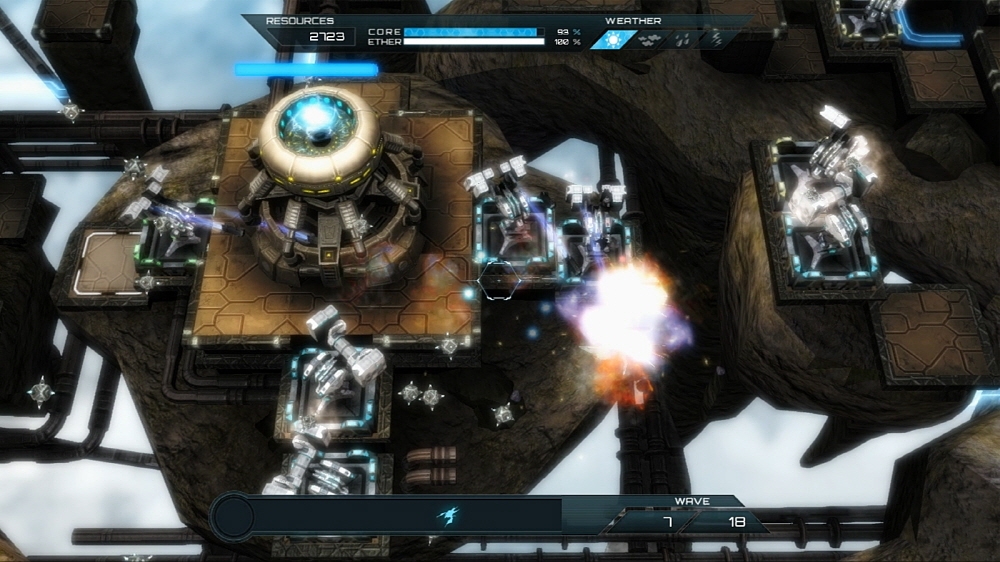 RESOURCES
2723
CORE 93 %
ETHER 100 %
WEATHER
WAVE
7 18